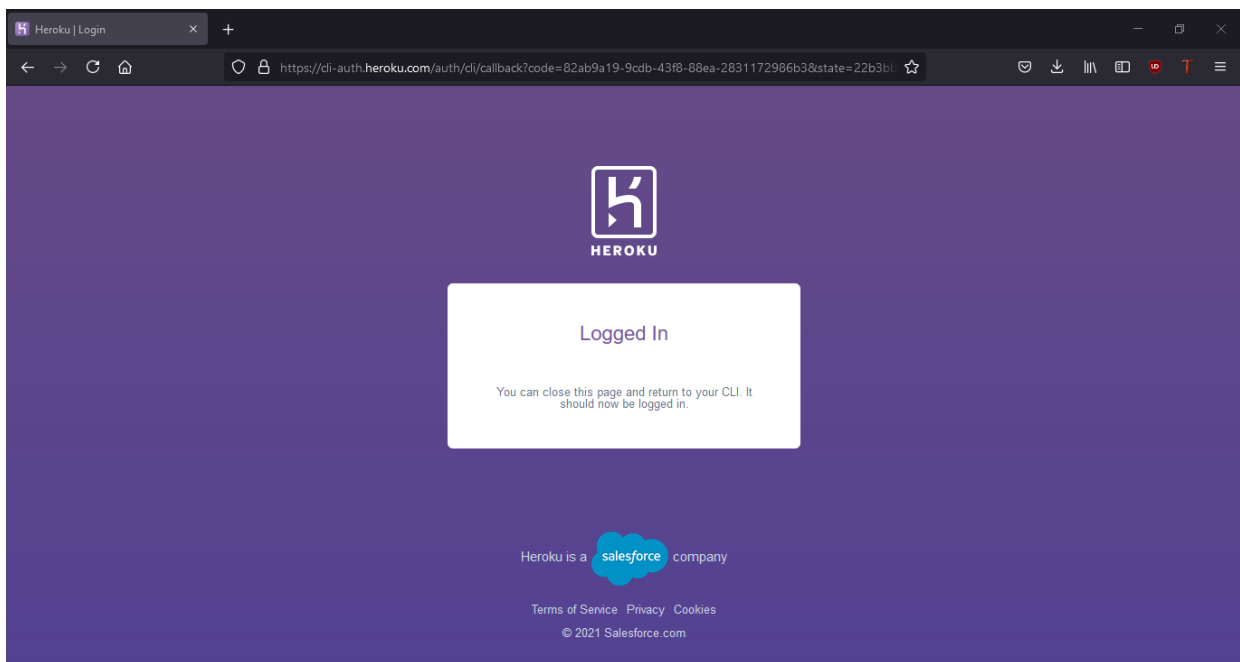 Heroku | Login
https://cli-auth.heroku.com/auth/cli/callback?code=82ab9a19-9cdb-43f8-88ea-2831172986b3&state=22b3b
HEROKU
Logged In
You can close this page and return to your CLI. It
should now be logged in.
Heroku is a salesforce company
Terms of Service Privacy Cookies
© 2021 Salesforce.com